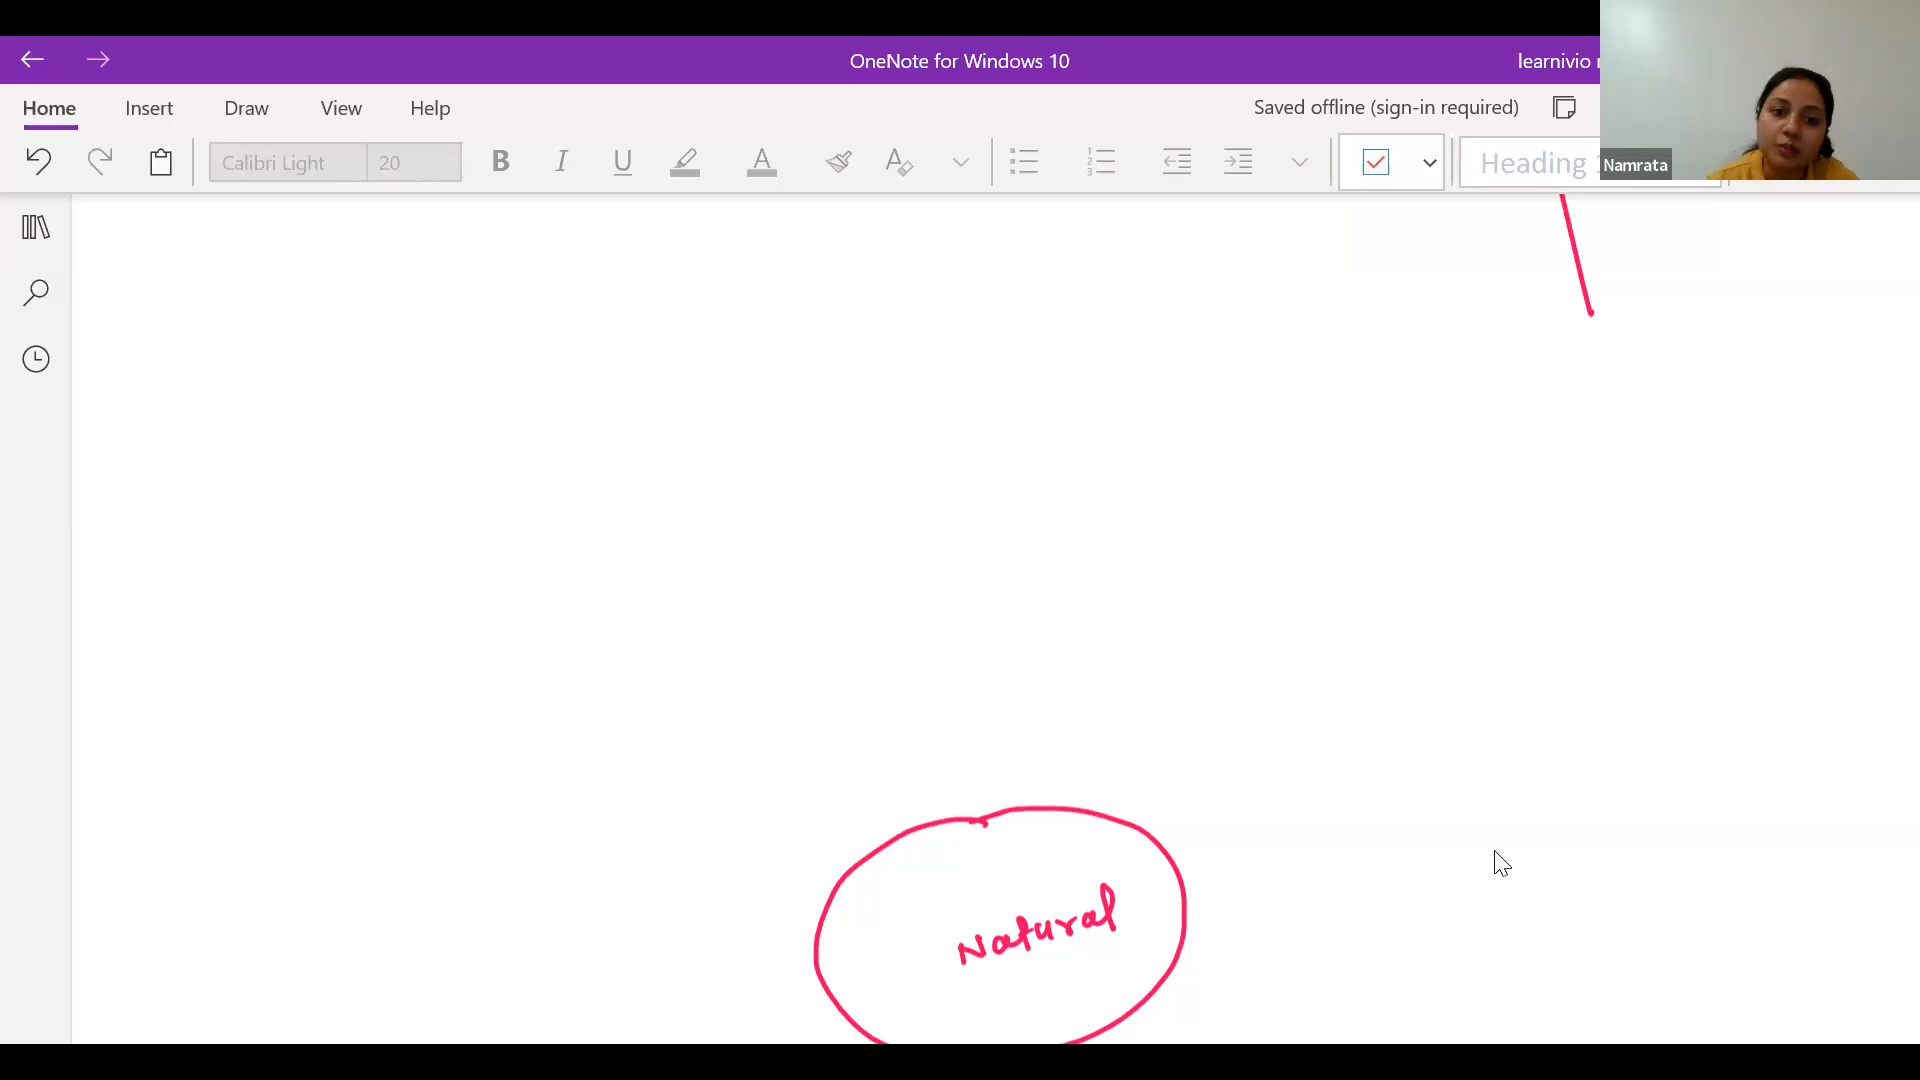 OneNote for Windows 10
learnivio
Home Insert Draw View Help
Saved offline (sign-in required)
Calibri Light 20
B I U A A
Heading
Namrata
Natural